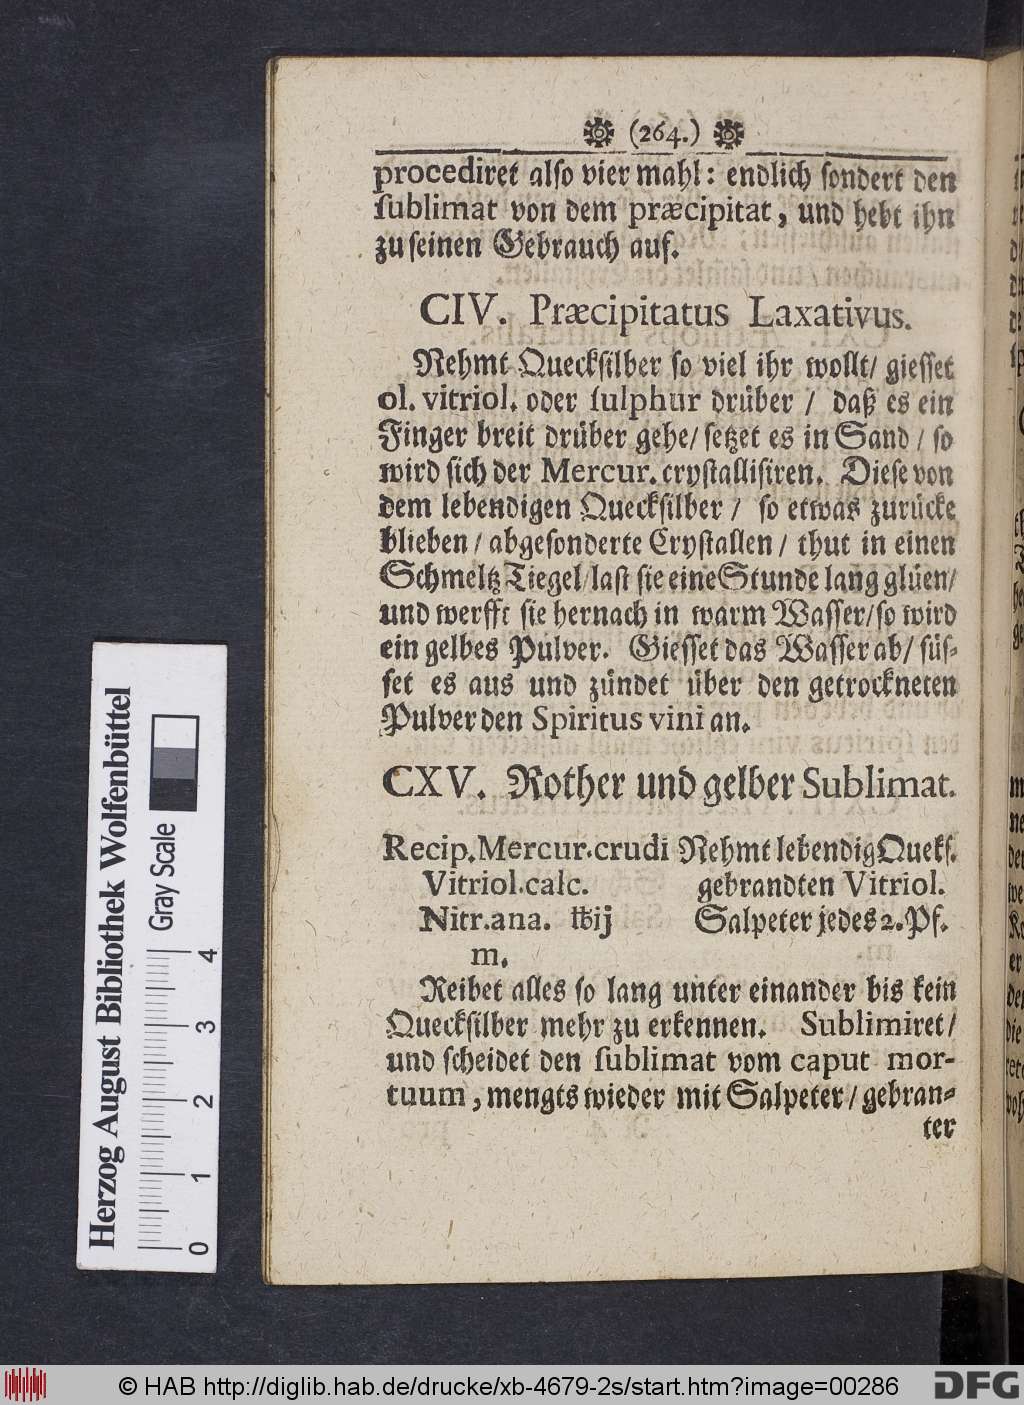 (264.)
procediret also vier mahl: endlich sondert den
sublimat von dem præcipitat, und hebt ihn
zu seinen Gebrauch auf.
CIV. Præcipitatus Laxativus.
Nehmt Quecksilber so viel ihr wollt/ giesset
ol. vitriol. oder sulphur drüber / daß es ein
Finger breit drüber gehe/ setzet es in Sand / so
wird sich der Mercur. crystallisiren. Diese von
dem lebendigen Quecksilber / so etwas zurücke
blieben / abgesonderte Crystallen / thut in einen
Schmeltz Tiegel/last sie eine Stunde lang glüen/
und werfft sie hernach in warm Wasser/so wird
ein gelbes Pulver. Giesset das Wasser ab/ süs-
set es aus und zündet über den getrockneten
Pulver den Spiritus vini an.
CXV. Rother und gelber Sublimat.
Recip. Mercur. crudi Nehmt lebendig Queks.
Vitriol. calc. gebrandten Vitriol.
Nitr. ana. ℔ij Salpeter jedes 2. Pf.
m.
Reibet alles so lang unter einander bis kein
Quecksilber mehr zu erkennen. Sublimiret/
und scheidet den sublimat vom caput mor-
tuum, mengts wieder mit Salpeter / gebran-
ter
Herzog August Bibliothek Wolfenbüttel
Gray Scale
0 1 2 3 4
© HAB http://diglib.hab.de/drucke/xb-4679-2s/start.htm?image=00286
DFG